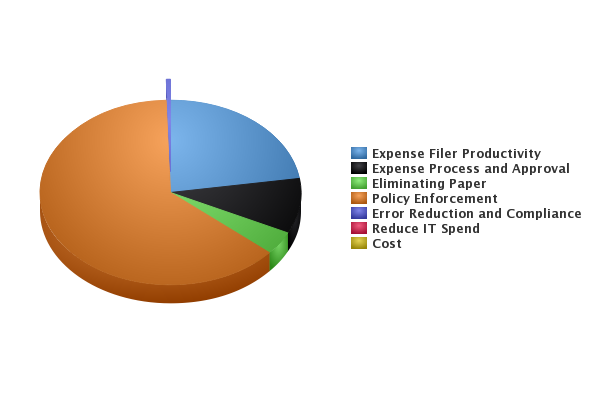 Expense Filer Productivity
Expense Process and Approval
Eliminating Paper
Policy Enforcement
Error Reduction and Compliance
Reduce IT Spend
Cost